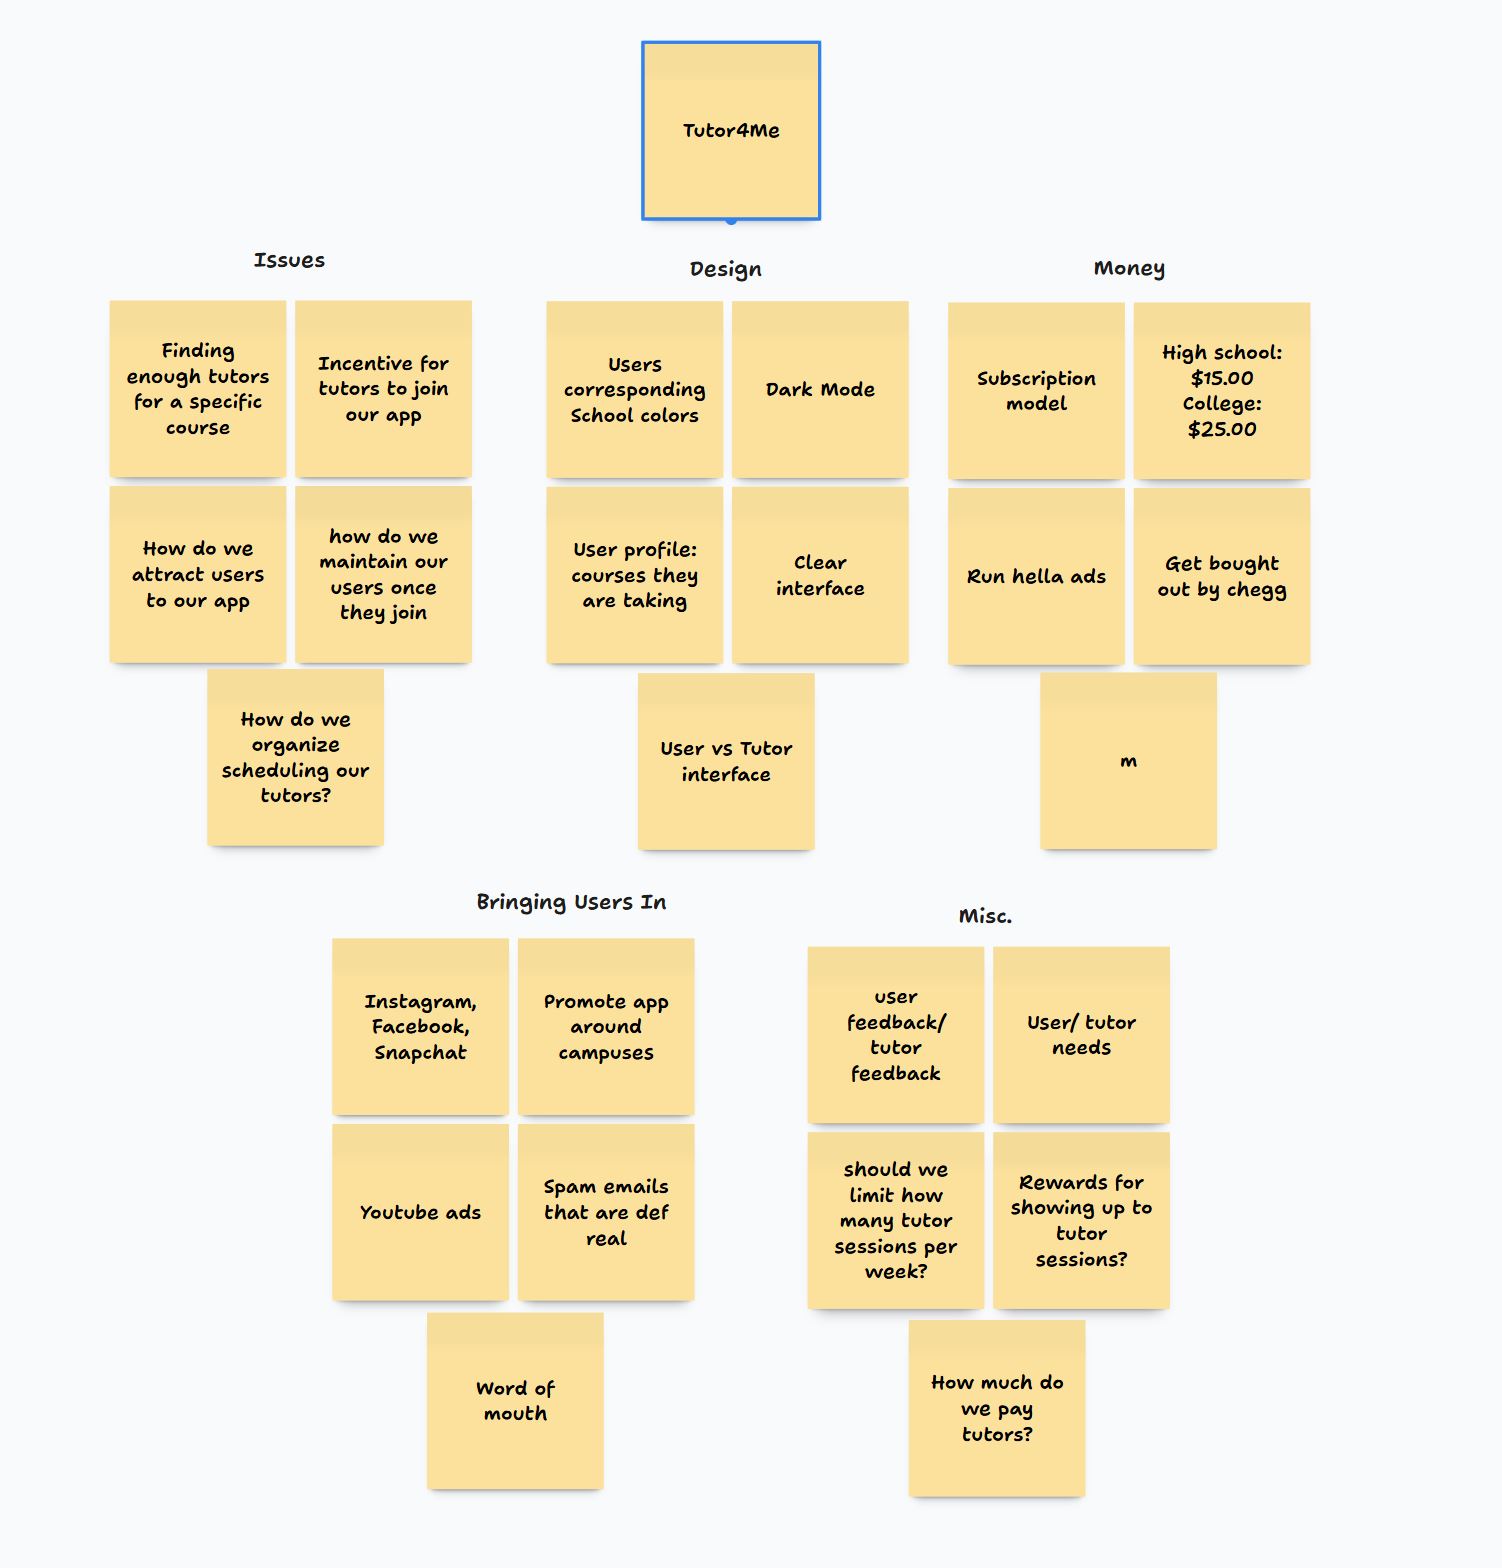 Tutor4Me
Issues
Design
Money
Finding
enough tutors
for a specific
course
Incentive for
tutors to join
our app
Users
corresponding
School colors
Dark Mode
Subscription
model
High school:
$15.00
College:
$25.00
How do we
attract users
to our app
how do we
maintain our
users once
they join
User profile:
courses they
are taking
Clear
interface
Run hella ads
Get bought
out by chegg
How do we
organize
scheduling our
tutors?
User vs Tutor
interface
m
Bringing Users In
Misc.
Instagram,
Facebook,
Snapchat
Promote app
around
campuses
user
feedback/
tutor
feedback
User/ tutor
needs
Youtube ads
Spam emails
that are def
real
should we
limit how
many tutor
sessions per
week?
Rewards for
showing up to
tutor
sessions?
Word of
mouth
How much do
we pay
tutors?